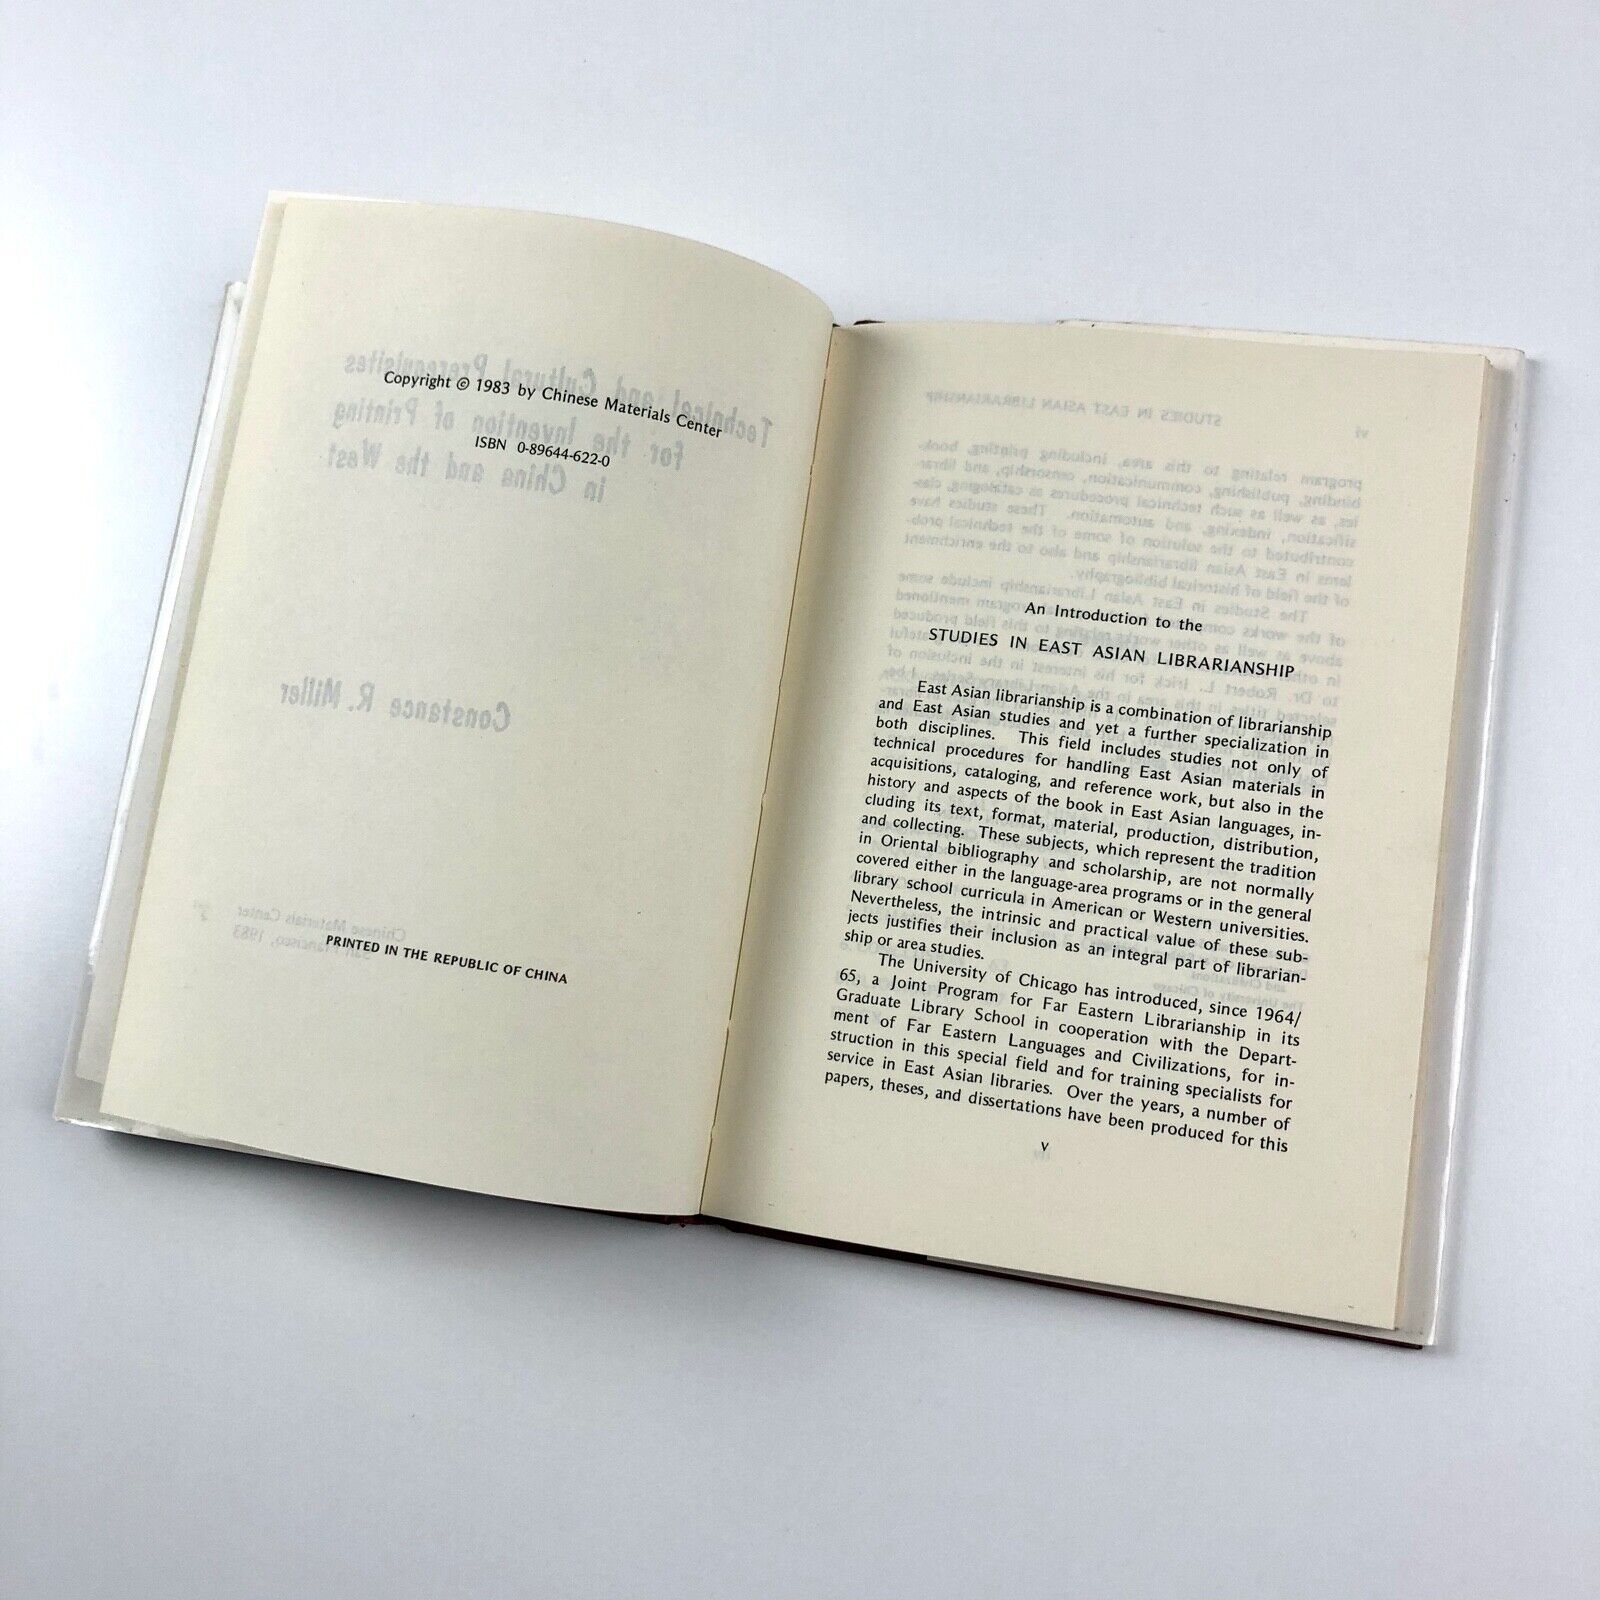 Copyright © 1983 by Chinese Materials Center
ISBN 0-89644-622-0
PRINTED IN THE REPUBLIC OF CHINA
An Introduction to the
STUDIES IN EAST ASIAN LIBRARIANSHIP
East Asian librarianship is a combination of librarianship
and East Asian studies and yet a further specialization in
both disciplines. This field includes studies not only of
technical procedures for handling East Asian materials in
acquisitions, cataloging, and reference work, but also in the
history and aspects of the book in East Asian languages, in-
cluding its text, format, material, production, distribution,
and collecting. These subjects, which represent the tradition
in Oriental bibliography and scholarship, are not normally
covered either in the language-area programs or in the general
library school curricula in American or Western universities.
Nevertheless, the intrinsic and practical value of these sub-
jects justifies their inclusion as an integral part of librarian-
ship or area studies.
The University of Chicago has introduced, since 1964/
65, a Joint Program for Far Eastern Librarianship in its
Graduate Library School in cooperation with the Depart-
ment of Far Eastern Languages and Civilizations, for in-
struction in this special field and for training specialists for
service in East Asian libraries. Over the years, a number of
papers, theses, and dissertations have been produced for this
v